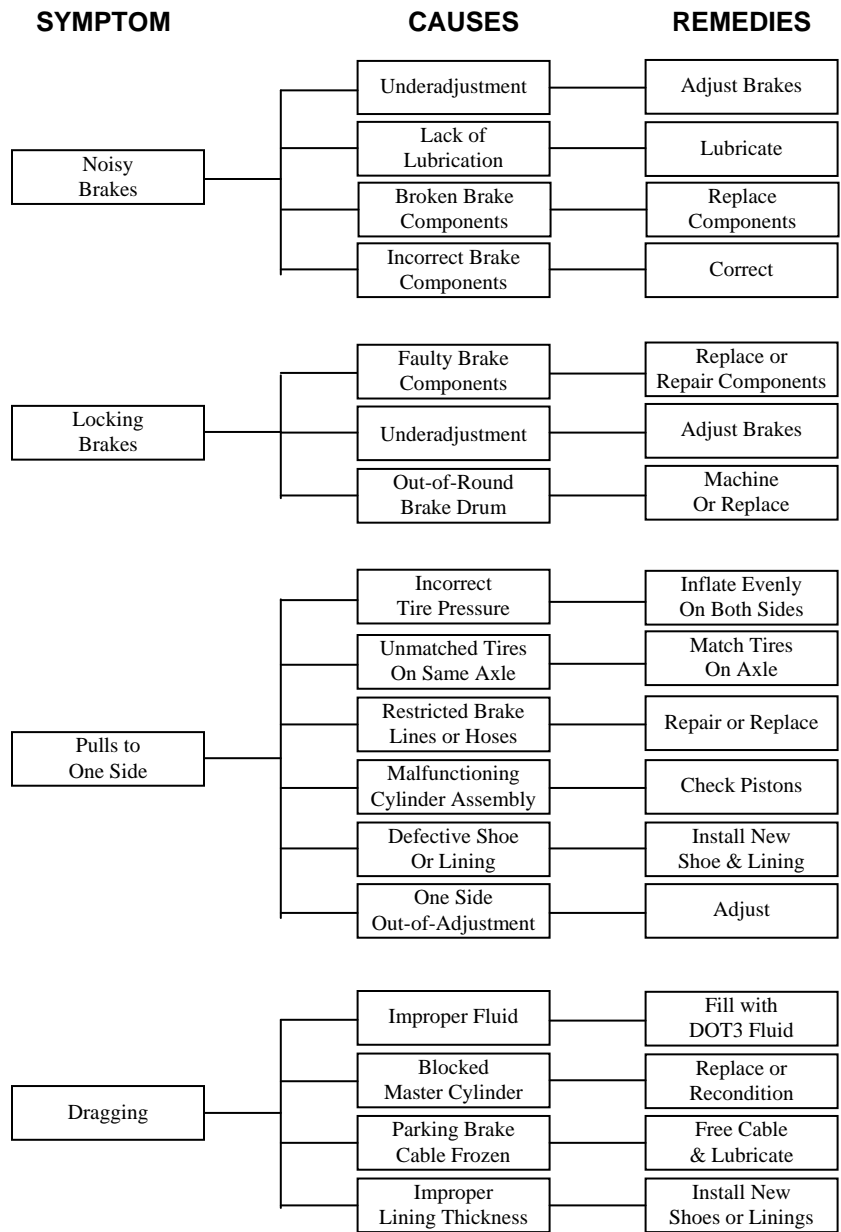 SYMPTOM CAUSES REMEDIES
Noisy
Brakes
Underadjustment
Adjust Brakes
Lack of
Lubrication
Lubricate
Broken Brake
Components
Replace
Components
Incorrect Brake
Components
Correct
Locking
Brakes
Faulty Brake
Components
Replace or
Repair Components
Underadjustment
Adjust Brakes
Out-of-Round
Brake Drum
Machine
Or Replace
Pulls to
One Side
Incorrect
Tire Pressure
Inflate Evenly
On Both Sides
Unmatched Tires
On Same Axle
Match Tires
On Axle
Restricted Brake
Lines or Hoses
Repair or Replace
Malfunctioning
Cylinder Assembly
Check Pistons
Defective Shoe
Or Lining
Install New
Shoe & Lining
One Side
Out-of-Adjustment
Adjust
Dragging
Improper Fluid
Fill with
DOT3 Fluid
Blocked
Master Cylinder
Replace or
Recondition
Parking Brake
Cable Frozen
Free Cable
& Lubricate
Improper
Lining Thickness
Install New
Shoes or Linings